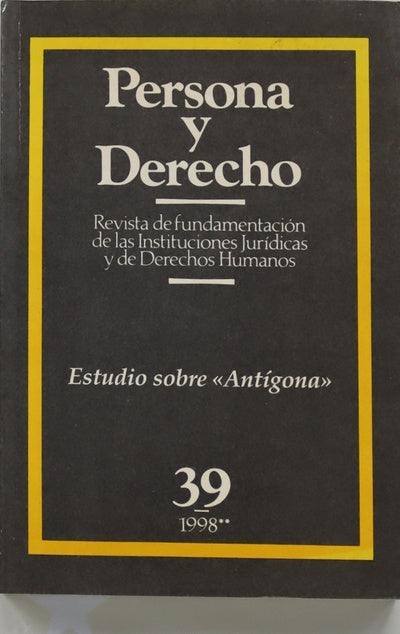 Persona
y
Derecho
Revista de fundamentación
de las Instituciones Jurídicas
y de Derechos Humanos
Estudio sobre «Antígona»
39
1998**